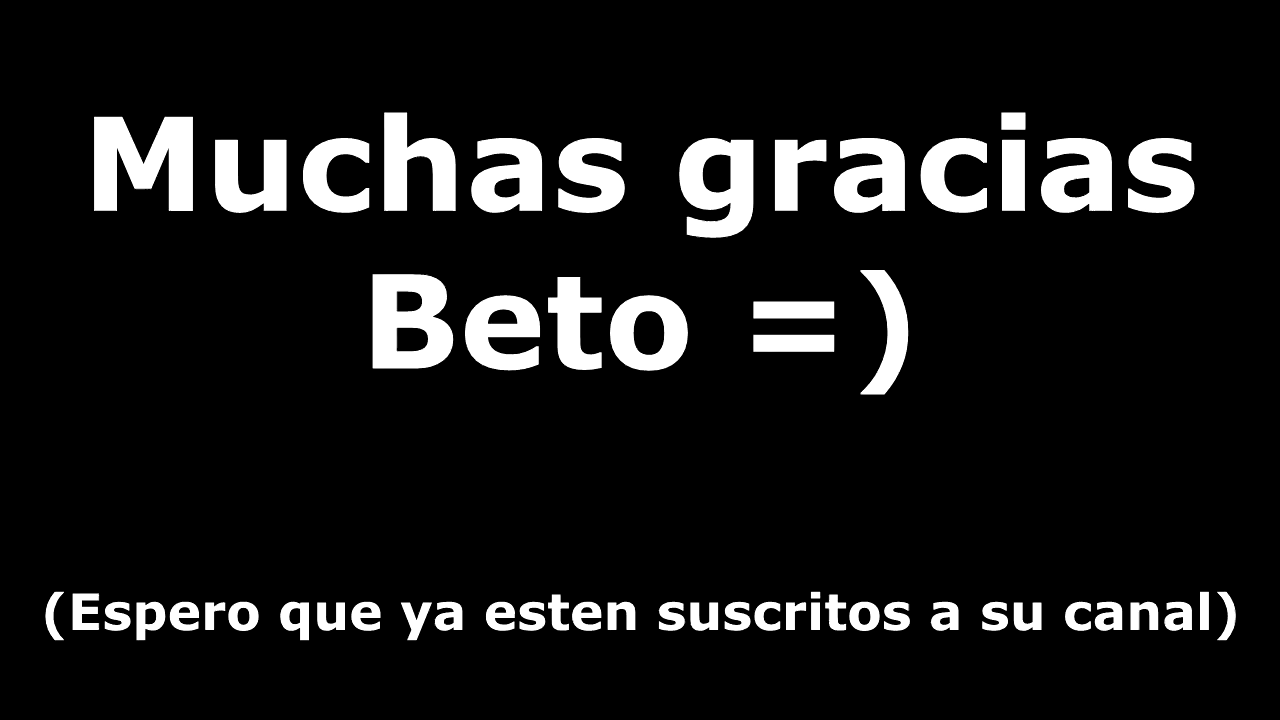 Muchas gracias
Beto =)
(Espero que ya esten suscritos a su canal)